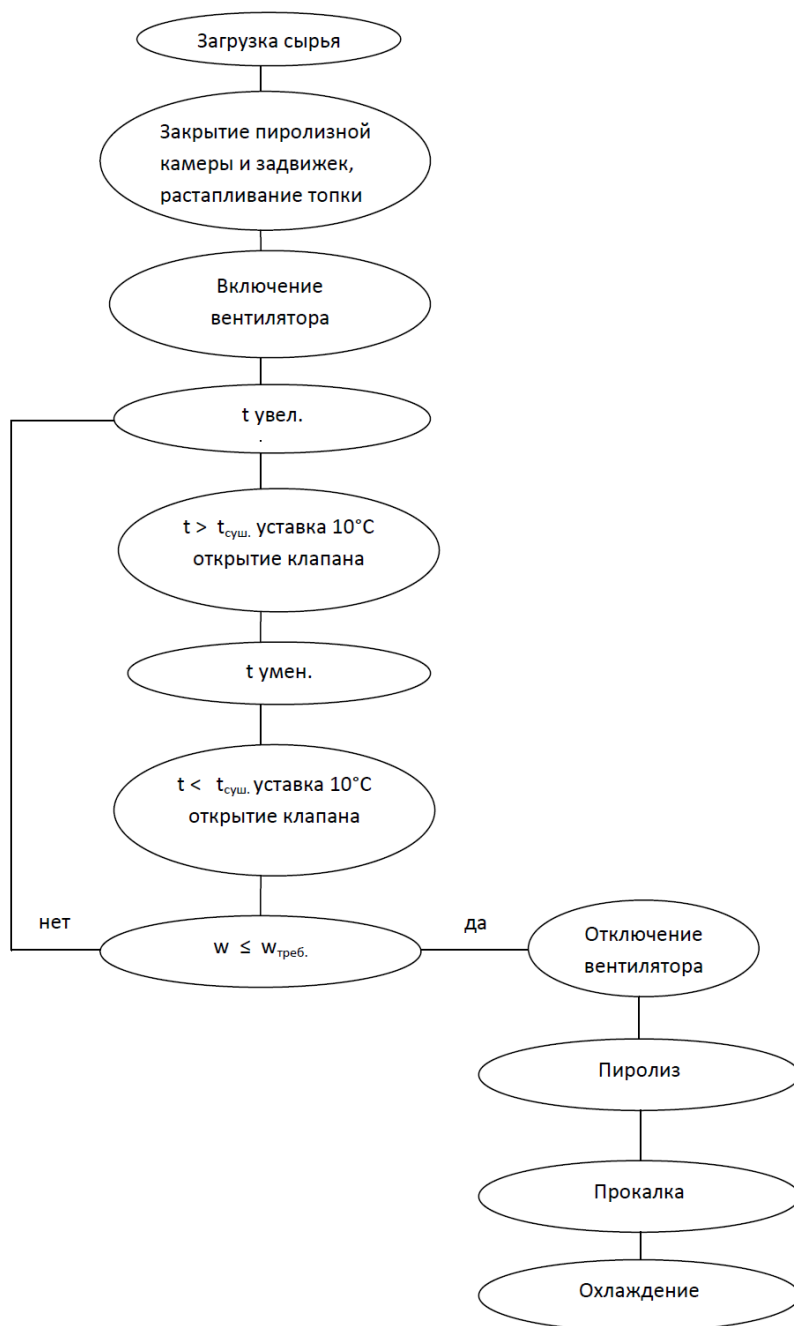 Загрузка сырья
Закрытие пиролизной
камеры и задвижек,
растапливание топки
Включение
вентилятора
t увел.
.
t > tсуш. уставка 10°С
открытие клапана
t умен.
t < tсуш. уставка 10°С
открытие клапана
нет
w ≤ wтреб.
да
Отключение
вентилятора
Пиролиз
Прокалка
Охлаждение